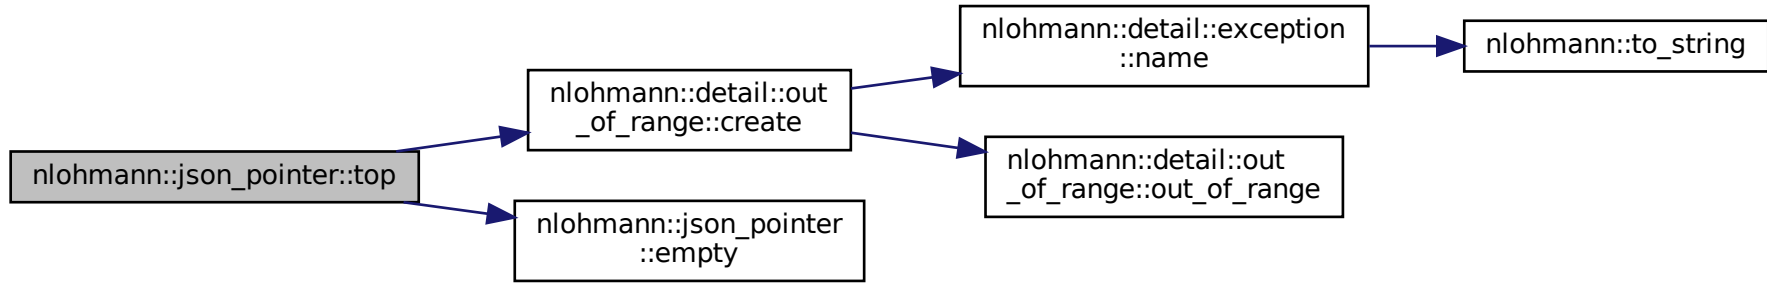 nlohmann::json_pointer::top
nlohmann::detail::out
_of_range::create
nlohmann::json_pointer
::empty
nlohmann::detail::exception
::name
nlohmann::detail::out
_of_range::out_of_range
nlohmann::to_string